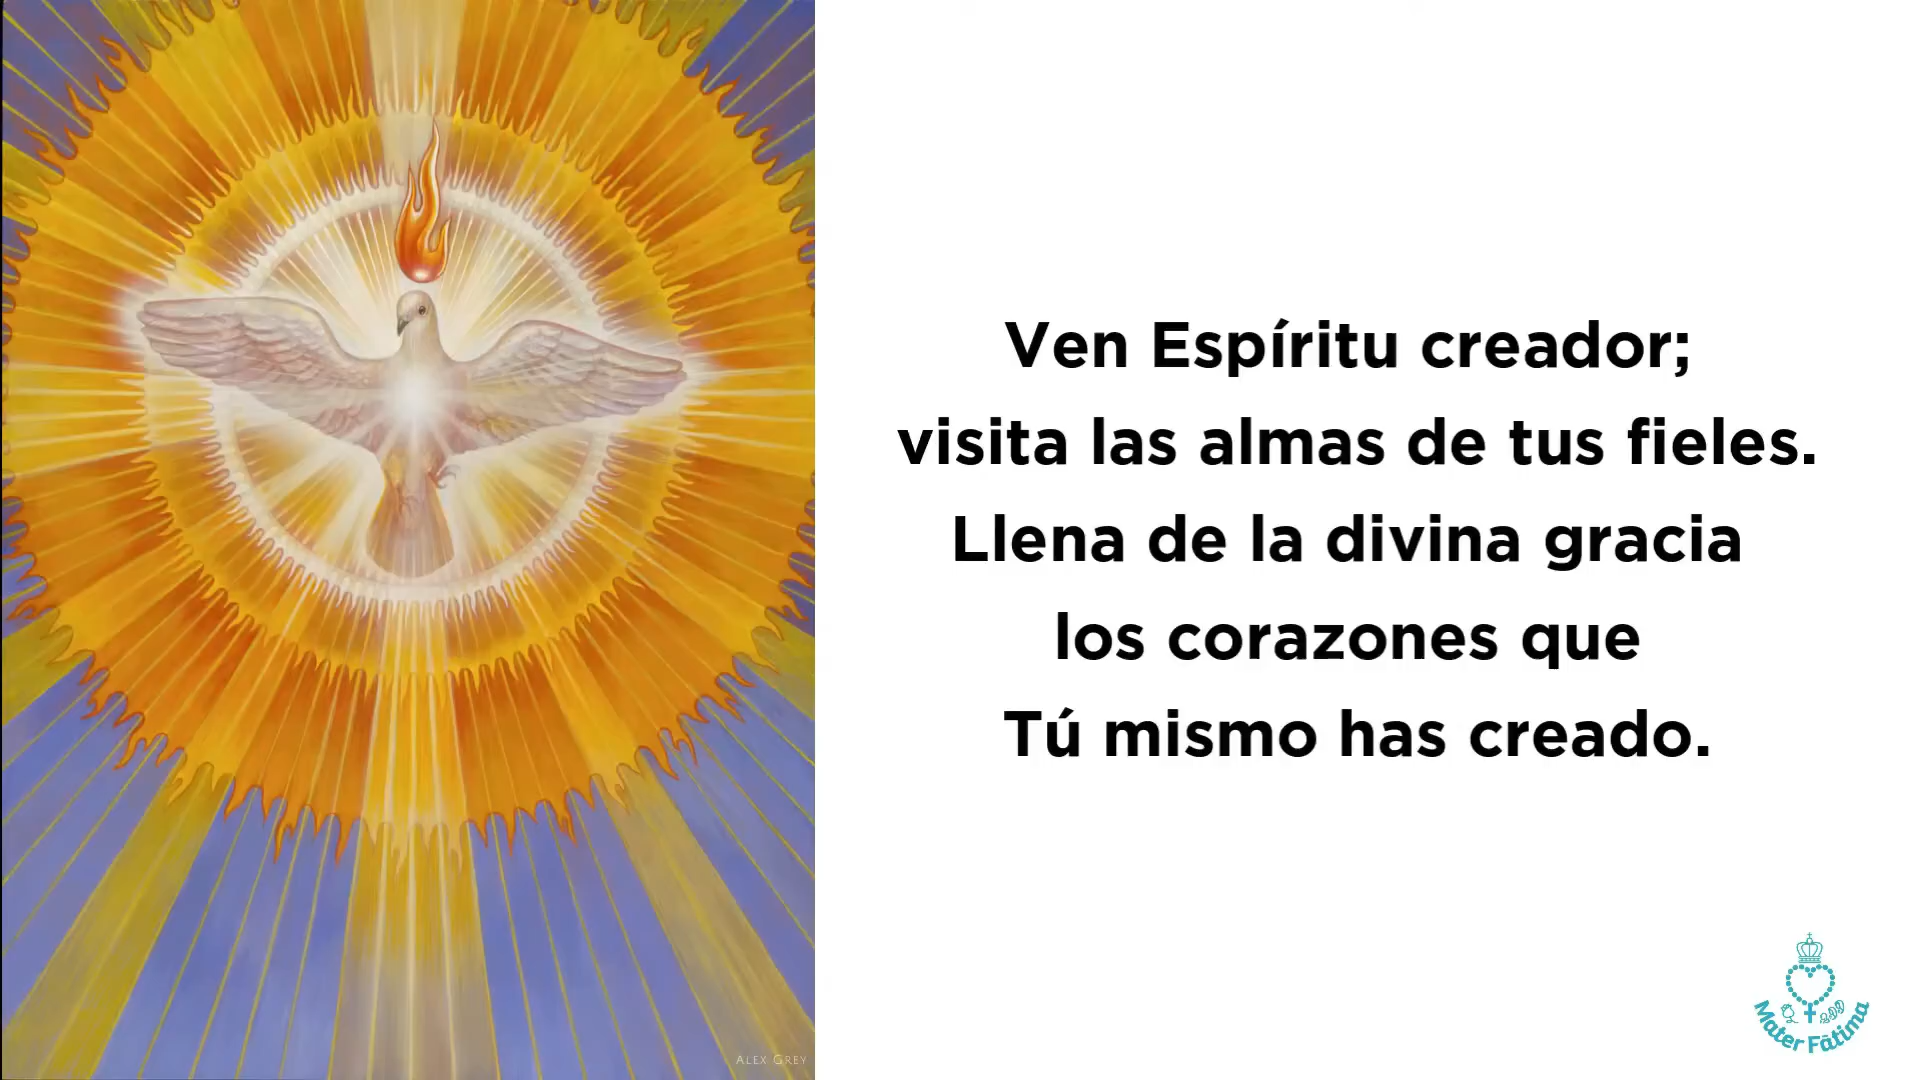 Ven Espíritu creador;
visita las almas de tus fieles.
Llena de la divina gracia
los corazones que
Tú mismo has creado.
ALEX GREY
Mater Fátima